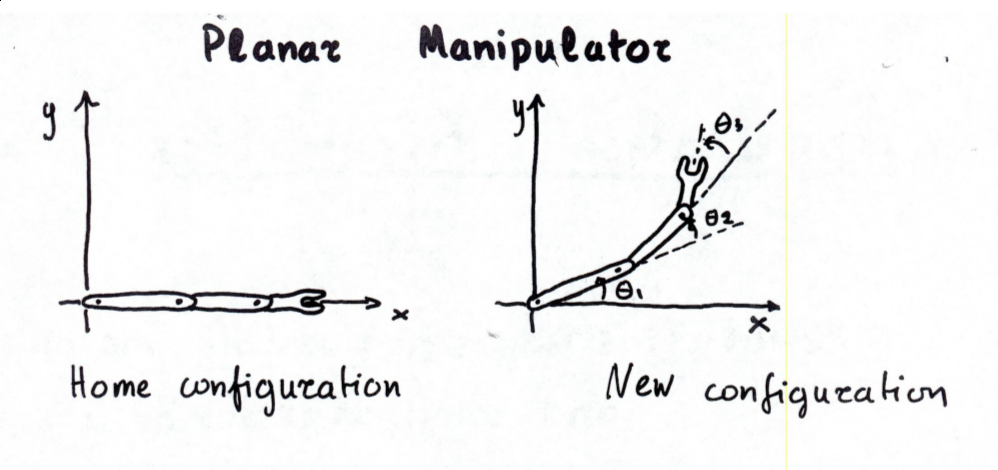 Planar Manipulator
y
x
Home configuration
y
θ3
θ2
θ1
x
New configuration